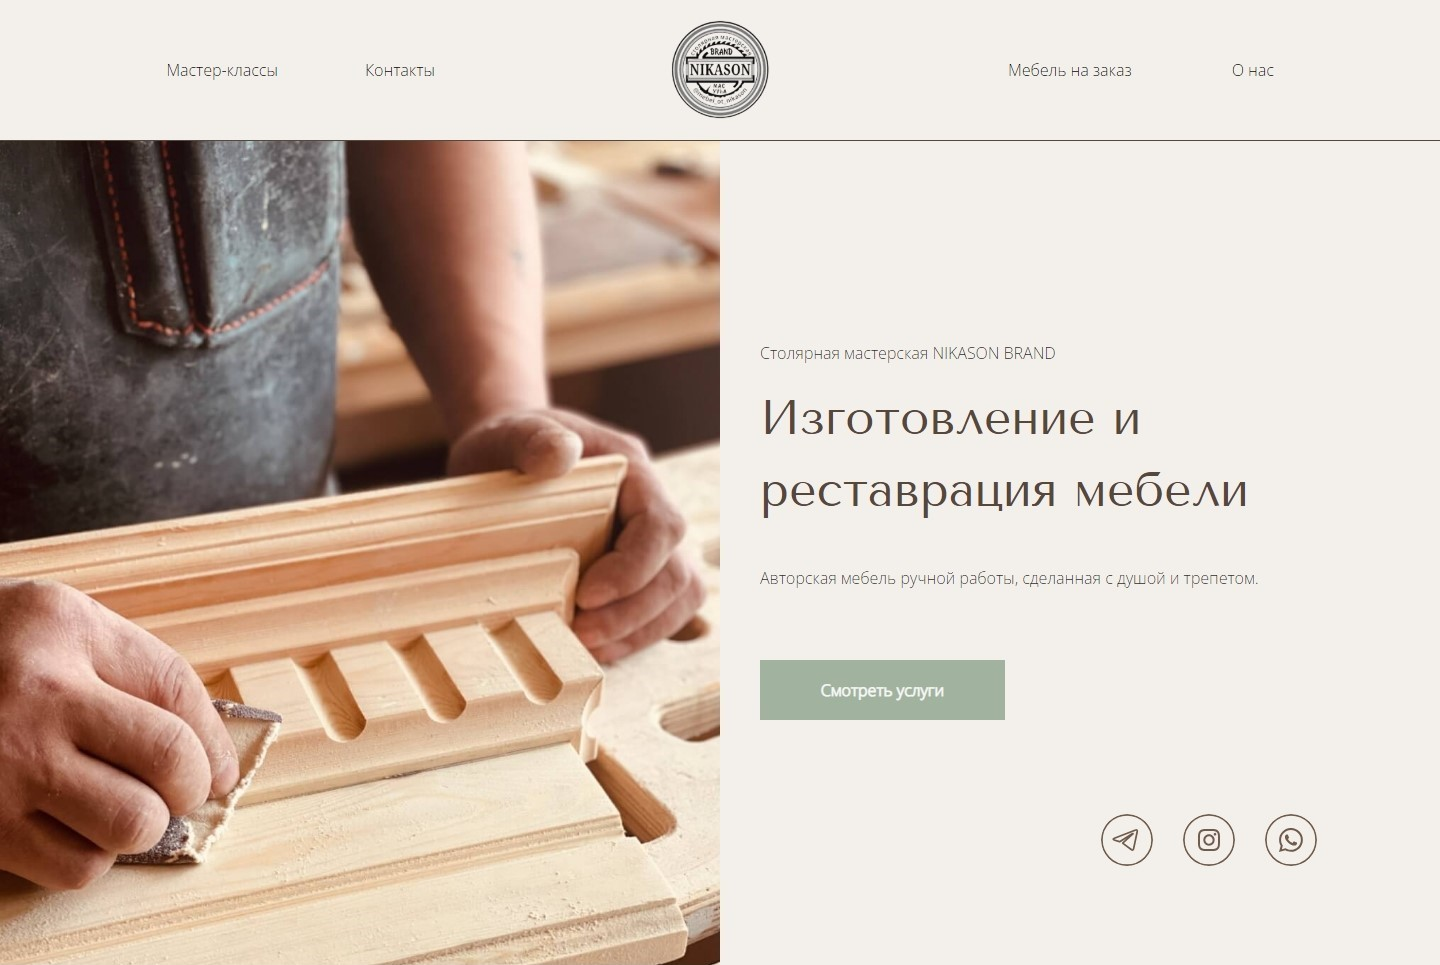 Мастер-классы
Контакты
столярная мастерская
BRAND
NIKASON
@mebel_ot_nikason
Мебель на заказ
О нас
Столярная мастерская NIKASON BRAND
Изготовление и
реставрация мебели
Авторская мебель ручной работы, сделанная с душой и трепетом.
Смотреть услуги